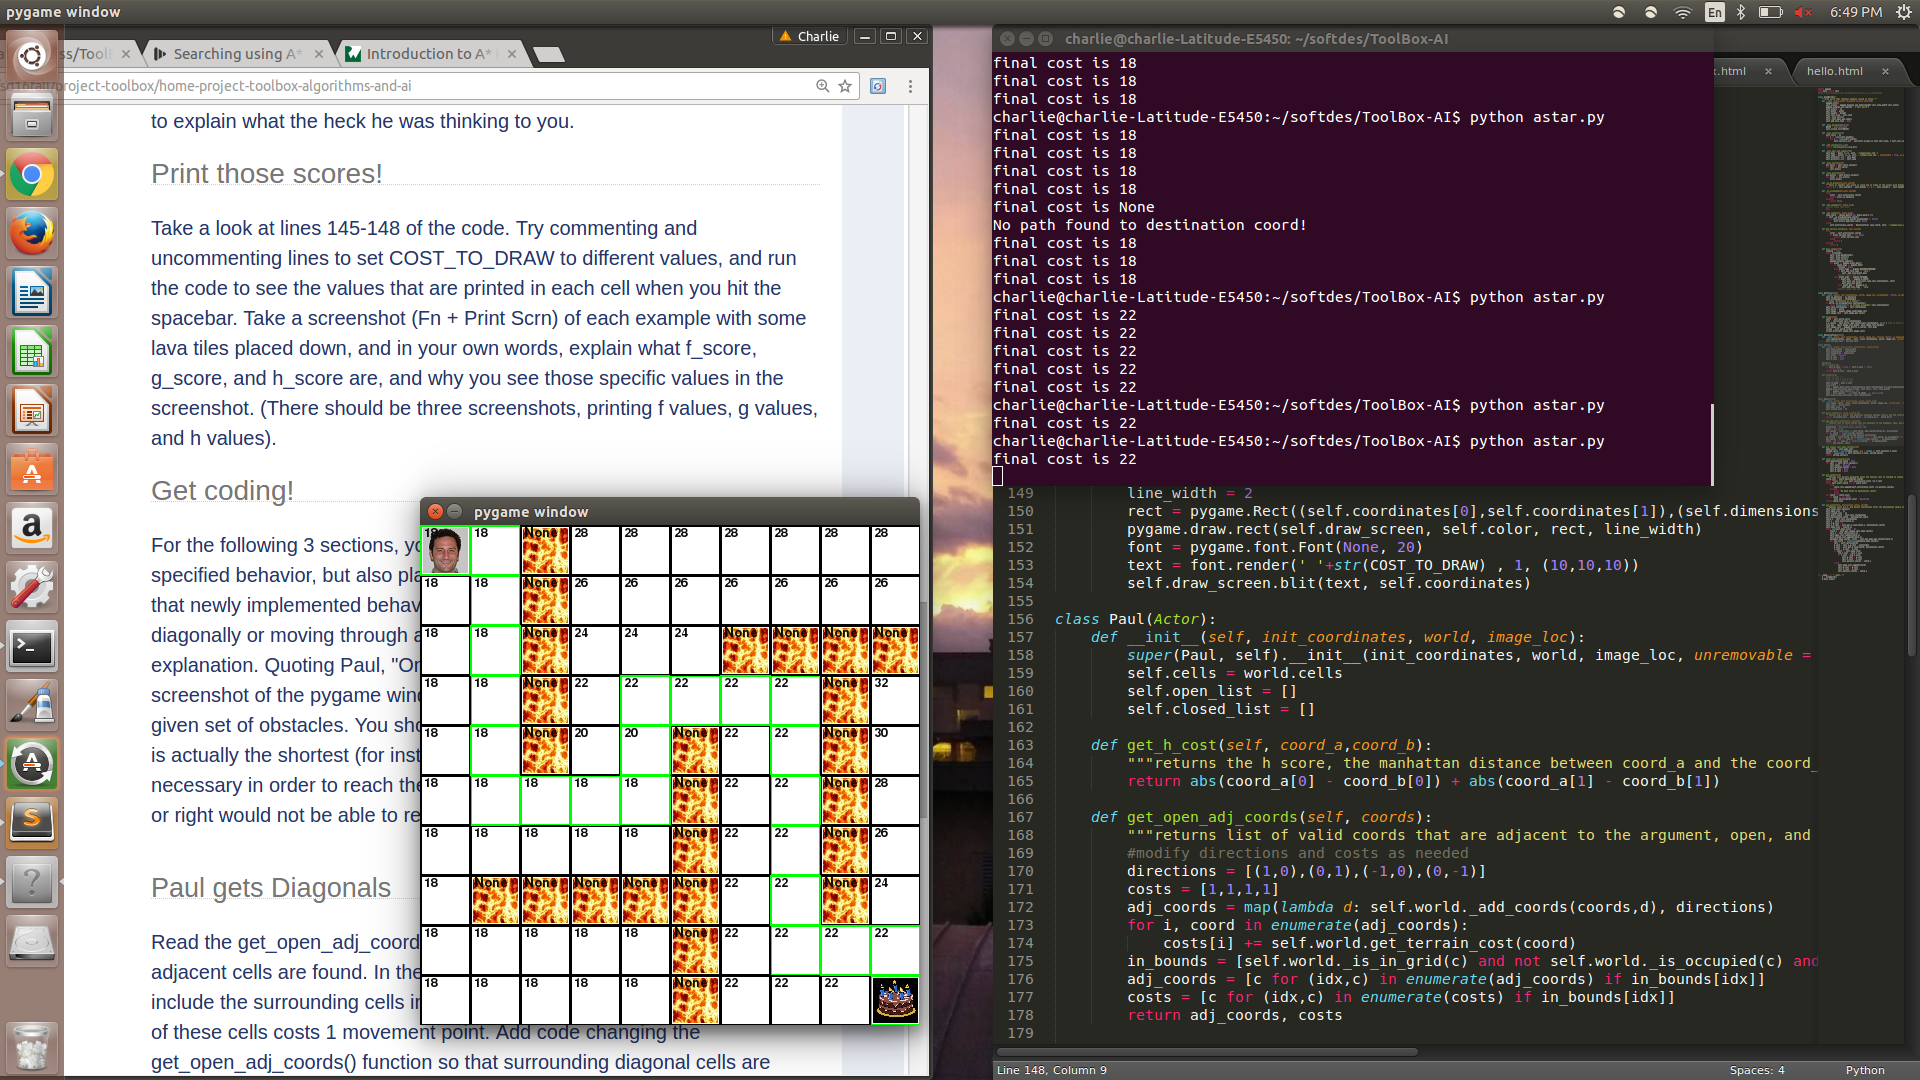 pygame window
En
6:49 PM
ss/Tool
Searching using A*
Introduction to A*
Charlie
/project-toolbox/home-project-toolbox-algorithms-and-ai
to explain what the heck he was thinking to you.
Print those scores!
Take a look at lines 145-148 of the code. Try commenting and
uncommenting lines to set COST_TO_DRAW to different values, and run
the code to see the values that are printed in each cell when you hit the
spacebar. Take a screenshot (Fn + Print Scrn) of each example with some
lava tiles placed down, and in your own words, explain what f_score,
g_score, and h_score are, and why you see those specific values in the
screenshot. (There should be three screenshots, printing f values, g values,
and h values).
Get coding!
For the following 3 sections, yo
specified behavior, but also pla
that newly implemented behav
diagonally or moving through a
explanation. Quoting Paul, "On
screenshot of the pygame wind
given set of obstacles. You sho
is actually the shortest (for inst
necessary in order to reach the
or right would not be able to re
Paul gets Diagonals
Read the get_open_adj_coord
adjacent cells are found. In the
include the surrounding cells in
of these cells costs 1 movement point. Add code changing the
get_open_adj_coords() function so that surrounding diagonal cells are
pygame window
18 18 None 28 28 28 28 28 28 28
18 18 None 26 26 26 26 26 26 26
18 18 None 24 24 24 None None None None
18 18 None 22 22 22 22 22 None 32
18 18 None 20 20 None 22 22 None 30
18 18 18 18 18 None 22 22 None 28
18 18 18 18 18 None 22 22 None 26
18 None None None None None 22 22 None 24
18 18 18 18 18 None 22 22 22 22
18 18 18 18 18 None 22 22 22
charlie@charlie-Latitude-E5450: ~/softdes/ToolBox-AI
final cost is 18
final cost is 18
final cost is 18
charlie@charlie-Latitude-E5450:~/softdes/ToolBox-AI$ python astar.py
final cost is 18
final cost is 18
final cost is 18
final cost is 18
final cost is None
No path found to destination coord!
final cost is 18
final cost is 18
final cost is 18
charlie@charlie-Latitude-E5450:~/softdes/ToolBox-AI$ python astar.py
final cost is 22
final cost is 22
final cost is 22
final cost is 22
final cost is 22
charlie@charlie-Latitude-E5450:~/softdes/ToolBox-AI$ python astar.py
final cost is 22
charlie@charlie-Latitude-E5450:~/softdes/ToolBox-AI$ python astar.py
final cost is 22
x.html
hello.html
149 line_width = 2
150 rect = pygame.Rect((self.coordinates[0],self.coordinates[1]),(self.dimensions
151 pygame.draw.rect(self.draw_screen, self.color, rect, line_width)
152 font = pygame.font.Font(None, 20)
153 text = font.render(' '+str(COST_TO_DRAW) , 1, (10,10,10))
154 self.draw_screen.blit(text, self.coordinates)
155
156 class Paul(Actor):
157 def __init__(self, init_coordinates, world, image_loc):
158 super(Paul, self).__init__(init_coordinates, world, image_loc, unremovable =
159 self.cells = world.cells
160 self.open_list = []
161 self.closed_list = []
162
163 def get_h_cost(self, coord_a,coord_b):
164 """returns the h score, the manhattan distance between coord_a and the coord_
165 return abs(coord_a[0] - coord_b[0]) + abs(coord_a[1] - coord_b[1])
166
167 def get_open_adj_coords(self, coords):
168 """returns list of valid coords that are adjacent to the argument, open, and
169 #modify directions and costs as needed
170 directions = [(1,0),(0,1),(-1,0),(0,-1)]
171 costs = [1,1,1,1]
172 adj_coords = map(lambda d: self.world._add_coords(coords,d), directions)
173 for i, coord in enumerate(adj_coords):
174 costs[i] += self.world.get_terrain_cost(coord)
175 in_bounds = [self.world._is_in_grid(c) and not self.world._is_occupied(c) and
176 adj_coords = [c for (idx,c) in enumerate(adj_coords) if in_bounds[idx]]
177 costs = [c for (idx,c) in enumerate(costs) if in_bounds[idx]]
178 return adj_coords, costs
179
Line 148, Column 9
Spaces: 4
Python